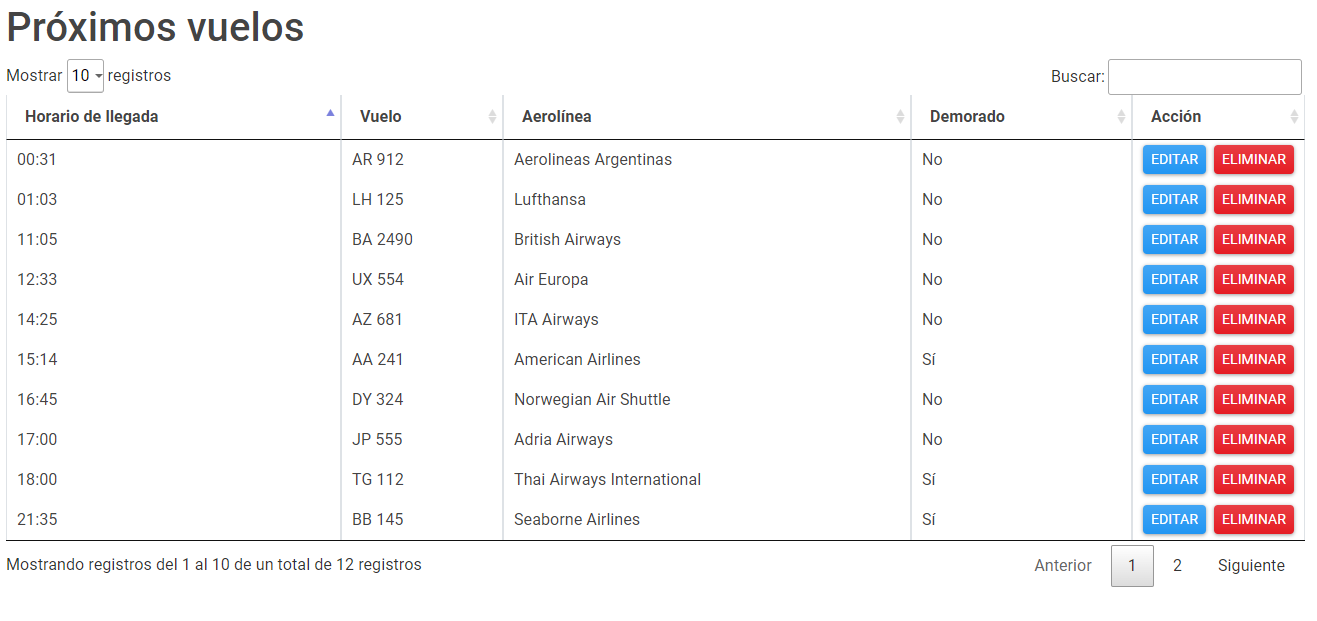 Próximos vuelos
Mostrar 10 registros Buscar:
Horario de llegada Vuelo Aerolínea Demorado Acción
00:31 AR 912 Aerolineas Argentinas No EDITAR ELIMINAR
01:03 LH 125 Lufthansa No EDITAR ELIMINAR
11:05 BA 2490 British Airways No EDITAR ELIMINAR
12:33 UX 554 Air Europa No EDITAR ELIMINAR
14:25 AZ 681 ITA Airways No EDITAR ELIMINAR
15:14 AA 241 American Airlines Sí EDITAR ELIMINAR
16:45 DY 324 Norwegian Air Shuttle No EDITAR ELIMINAR
17:00 JP 555 Adria Airways No EDITAR ELIMINAR
18:00 TG 112 Thai Airways International Sí EDITAR ELIMINAR
21:35 BB 145 Seaborne Airlines Sí EDITAR ELIMINAR
Mostrando registros del 1 al 10 de un total de 12 registros Anterior 1 2 Siguiente